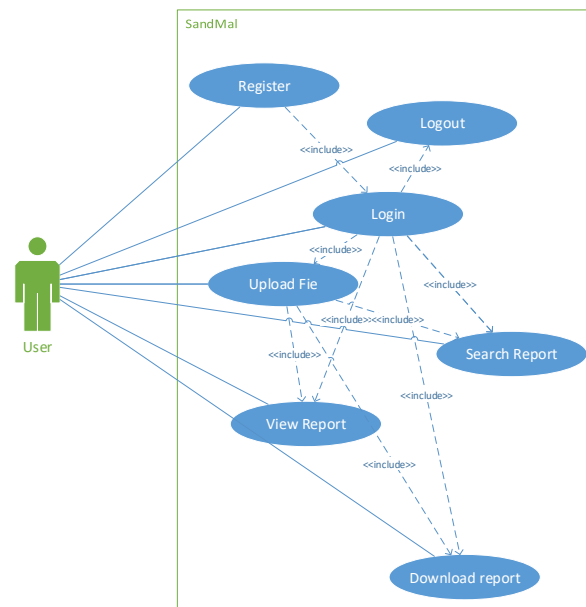 SandMal
Register
Logout
<<include>>
<<include>>
Login
<<include>>
Upload Fie
<<include>>
<<include>>
<<include>>
User
Search Report
<<include>>
<<include>>
View Report
<<include>>
Download report